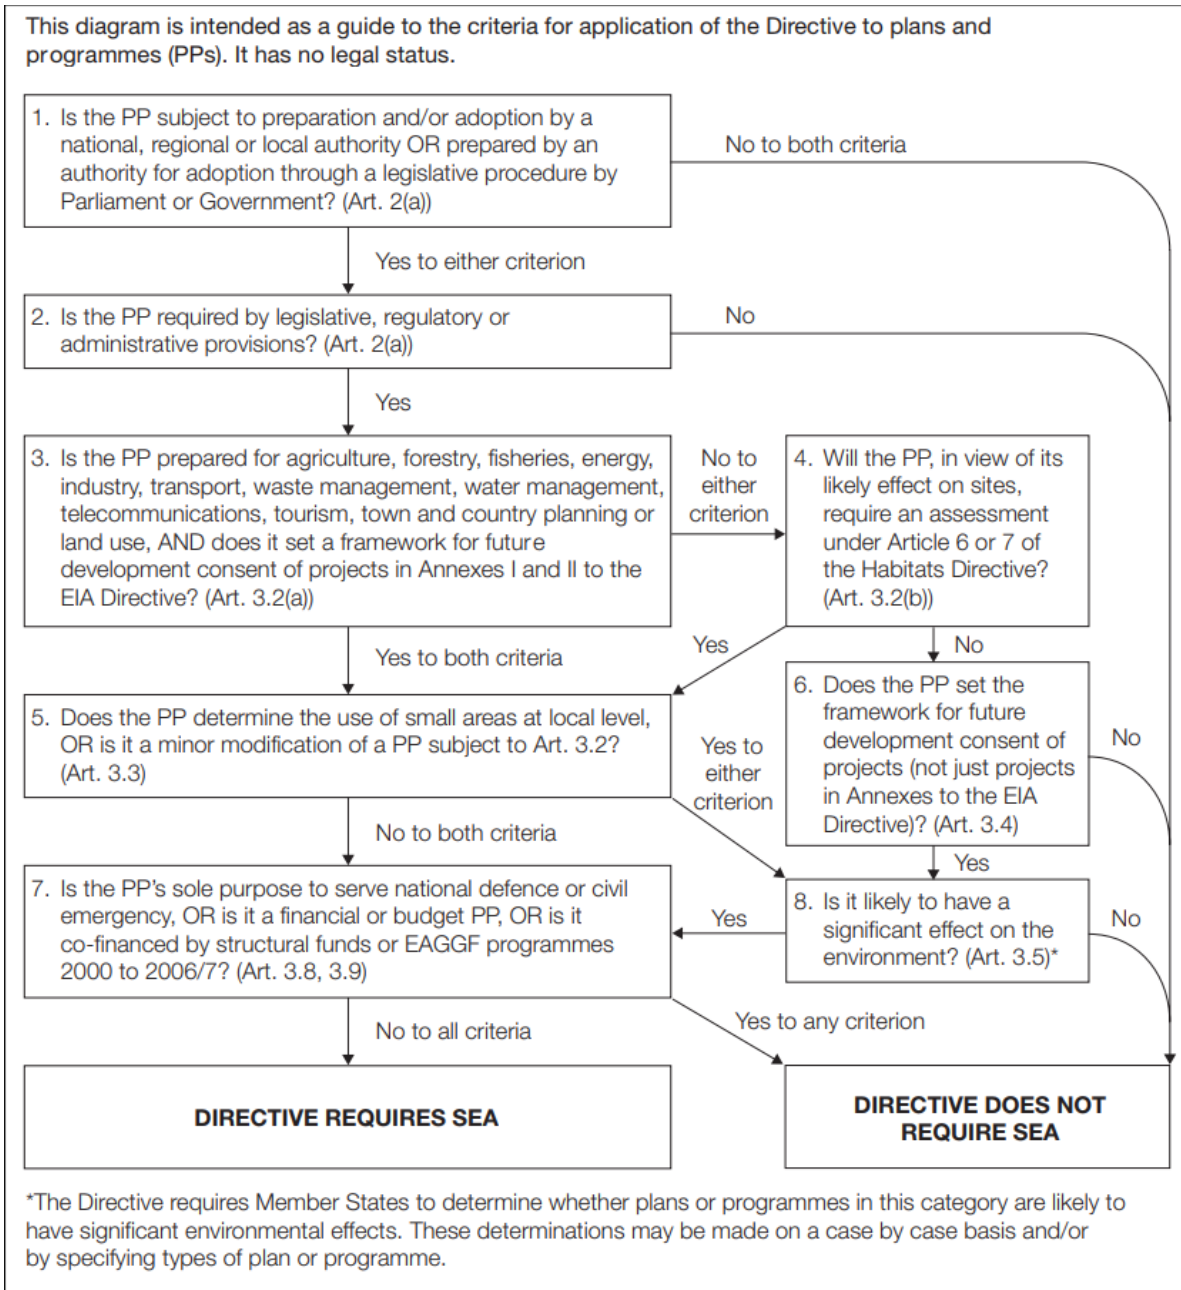 This diagram is intended as a guide to the criteria for application of the Directive to plans and
programmes (PPs). It has no legal status.
1. Is the PP subject to preparation and/or adoption by a
national, regional or local authority OR prepared by an
authority for adoption through a legislative procedure by
Parliament or Government? (Art. 2(a))
No to both criteria
Yes to either criterion
2. Is the PP required by legislative, regulatory or
administrative provisions? (Art. 2(a))
No
Yes
3. Is the PP prepared for agriculture, forestry, fisheries, energy,
industry, transport, waste management, water management,
telecommunications, tourism, town and country planning or
land use, AND does it set a framework for future
development consent of projects in Annexes I and II to the
EIA Directive? (Art. 3.2(a))
No to
either
criterion
4. Will the PP, in view of its
likely effect on sites,
require an assessment
under Article 6 or 7 of
the Habitats Directive?
(Art. 3.2(b))
Yes to both criteria
Yes
No
5. Does the PP determine the use of small areas at local level,
OR is it a minor modification of a PP subject to Art. 3.2?
(Art. 3.3)
Yes to
either
criterion
6. Does the PP set the
framework for future
development consent of
projects (not just projects
in Annexes to the EIA
Directive)? (Art. 3.4)
No
No to both criteria
Yes
7. Is the PP's sole purpose to serve national defence or civil
emergency, OR is it a financial or budget PP, OR is it
co-financed by structural funds or EAGGF programmes
2000 to 2006/7? (Art. 3.8, 3.9)
Yes
8. Is it likely to have a
significant effect on the
environment? (Art. 3.5)*
No
No to all criteria
Yes to any criterion
DIRECTIVE REQUIRES SEA
DIRECTIVE DOES NOT
REQUIRE SEA
*The Directive requires Member States to determine whether plans or programmes in this category are likely to
have significant environmental effects. These determinations may be made on a case by case basis and/or
by specifying types of plan or programme.